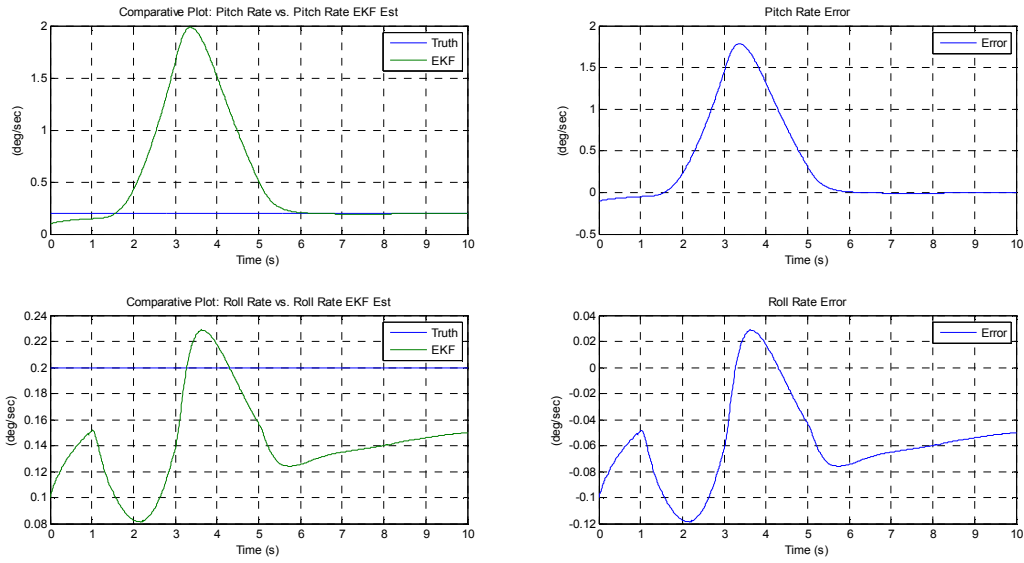 Comparative Plot: Pitch Rate vs. Pitch Rate EKF Est
2
1.5
1
0.5
0
(deg/sec)
Truth
EKF
0 1 2 3 4 5 6 7 8 9 10
Time (s)
Pitch Rate Error
2
1.5
1
0.5
0
-0.5
(deg/sec)
Error
0 1 2 3 4 5 6 7 8 9 10
Time (s)
Comparative Plot: Roll Rate vs. Roll Rate EKF Est
0.24
0.22
0.2
0.18
0.16
0.14
0.12
0.1
0.08
(deg/sec)
Truth
EKF
0 1 2 3 4 5 6 7 8 9 10
Time (s)
Roll Rate Error
0.04
0.02
0
-0.02
-0.04
-0.06
-0.08
-0.1
-0.12
(deg/sec)
Error
0 1 2 3 4 5 6 7 8 9 10
Time (s)